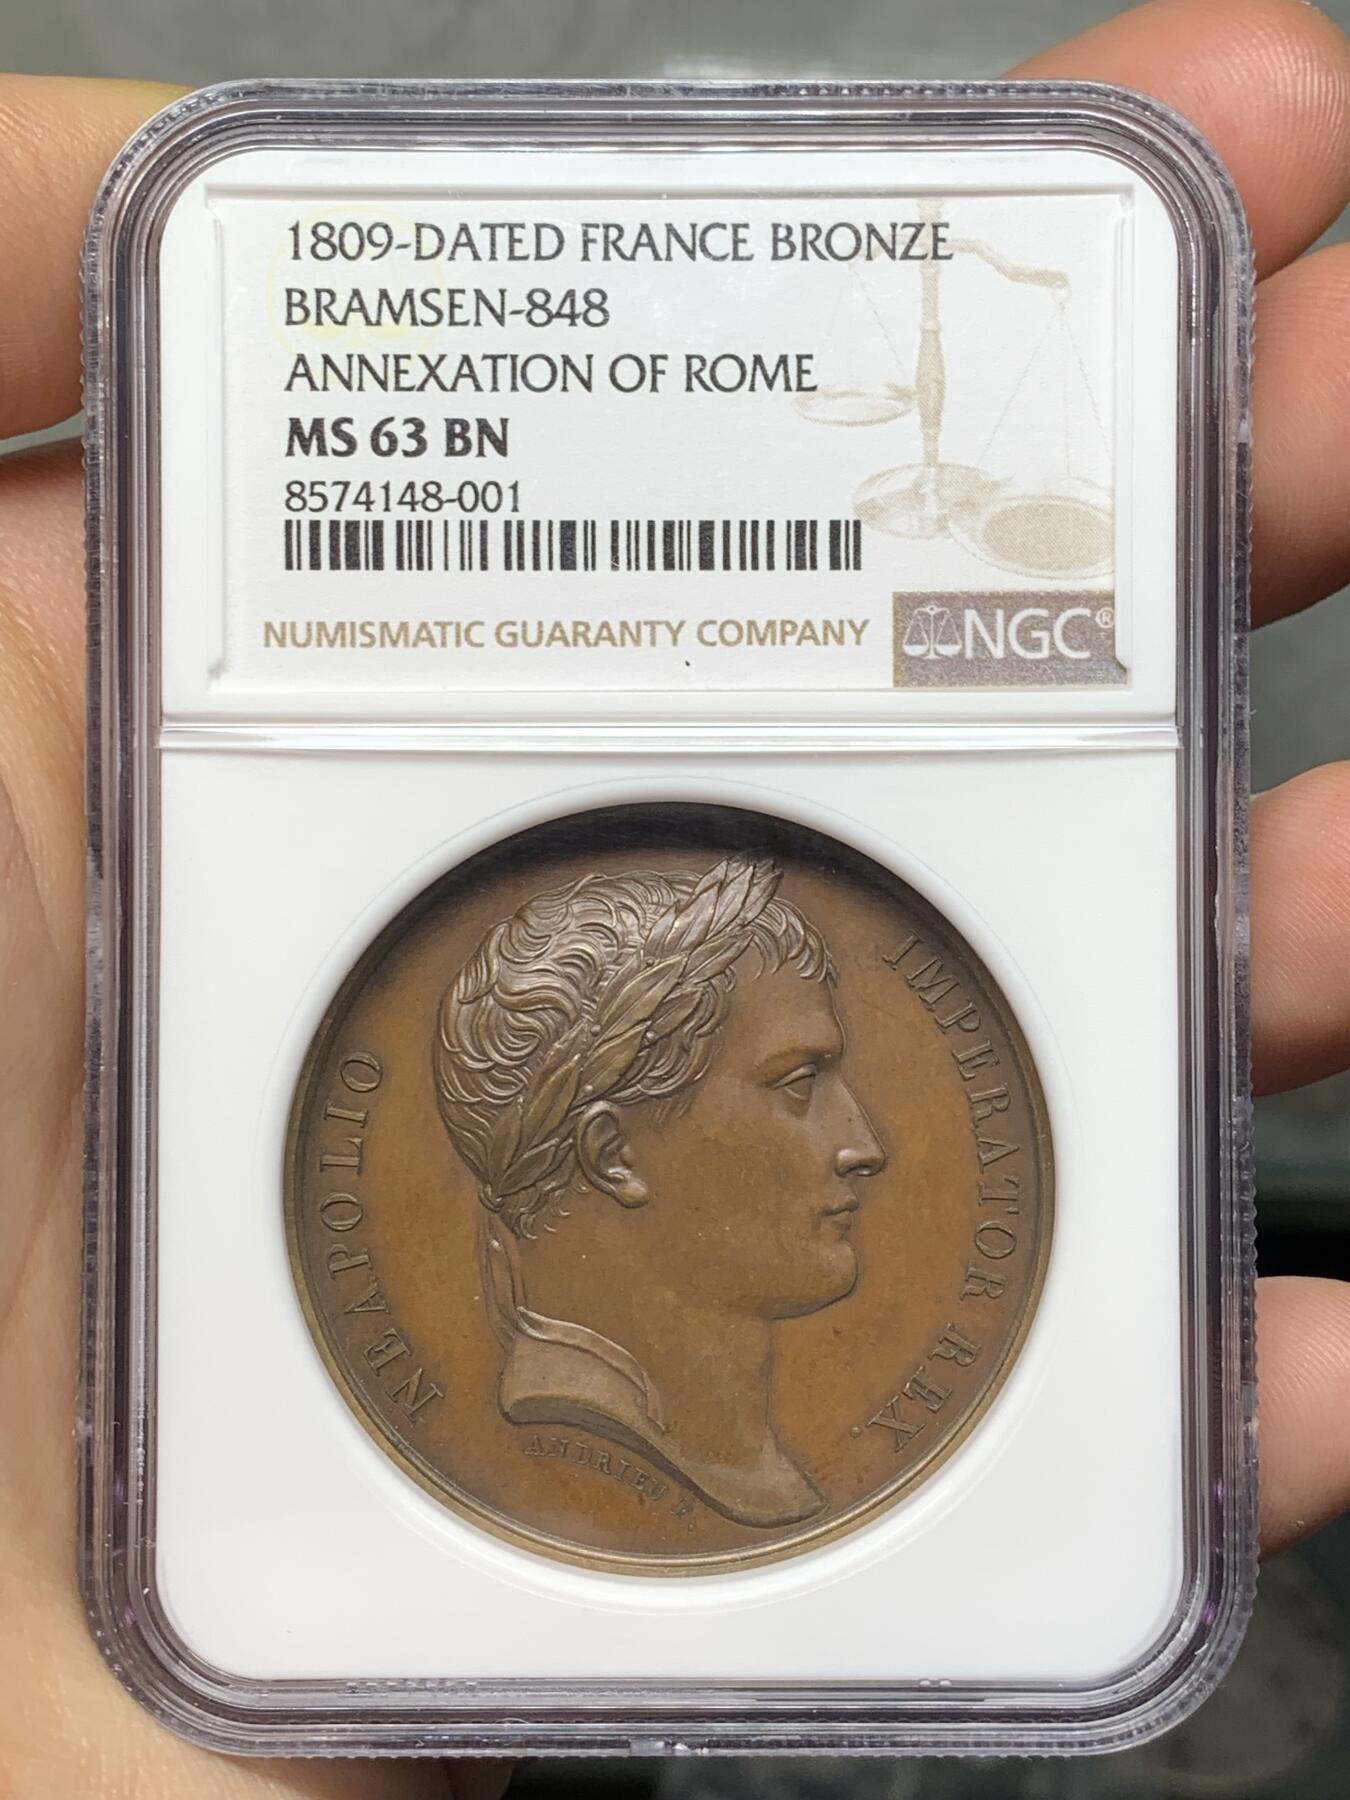 1809-DATED FRANCE BRONZE
BRAMSEN-848
ANNEXATION OF ROME
MS 63 BN
8574148-001
NUMISMATIC GUARANTY COMPANY
NGC®
NEAPOLIO
IMPERATOR REX.
ANDRIEU F.